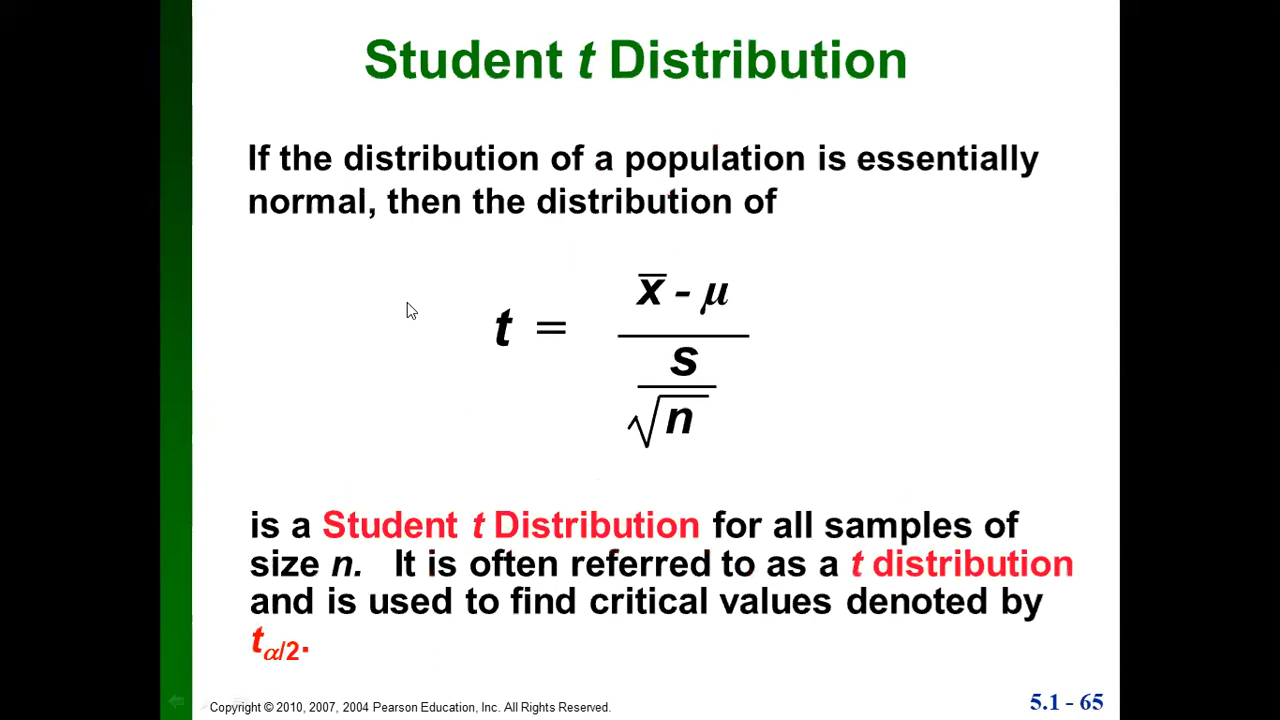 Student t Distribution
If the distribution of a population is essentially
normal, then the distribution of
x̄ - μ
t =
s
√n
is a Student t Distribution for all samples of
size n. It is often referred to as a t distribution
and is used to find critical values denoted by
tα/2.
Copyright © 2010, 2007, 2004 Pearson Education, Inc. All Rights Reserved.
5.1 - 65